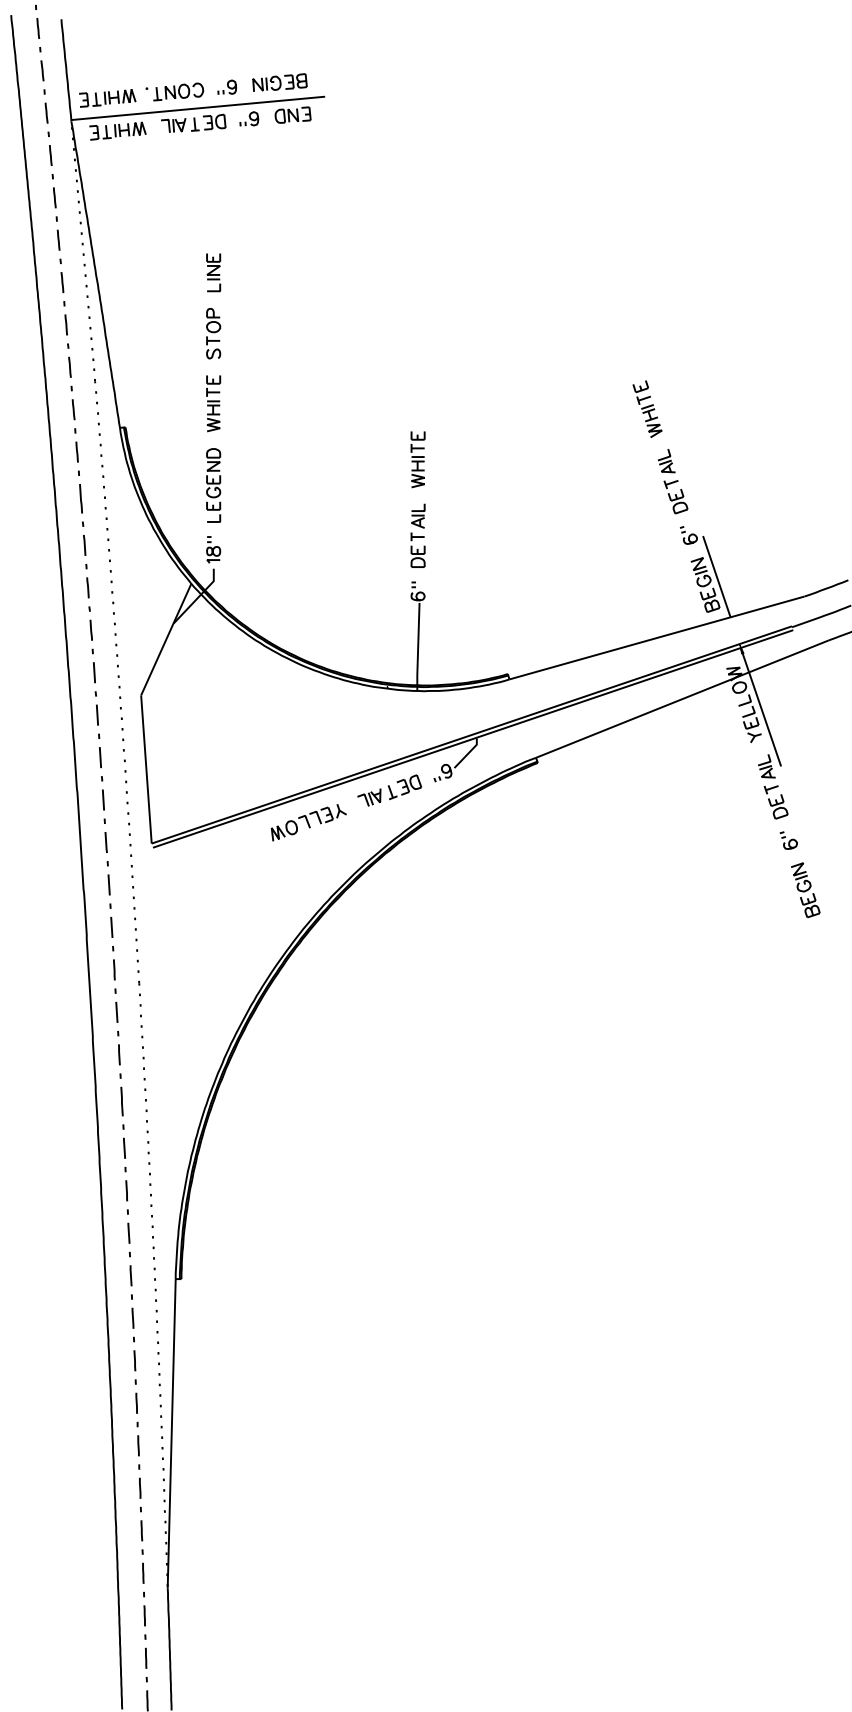 BEGIN 6" CONT. WHITE
END 6" DETAIL WHITE
18" LEGEND WHITE STOP LINE
6" DETAIL WHITE
BEGIN 6" DETAIL WHITE
6" DETAIL YELLOW
BEGIN 6" DETAIL YELLOW